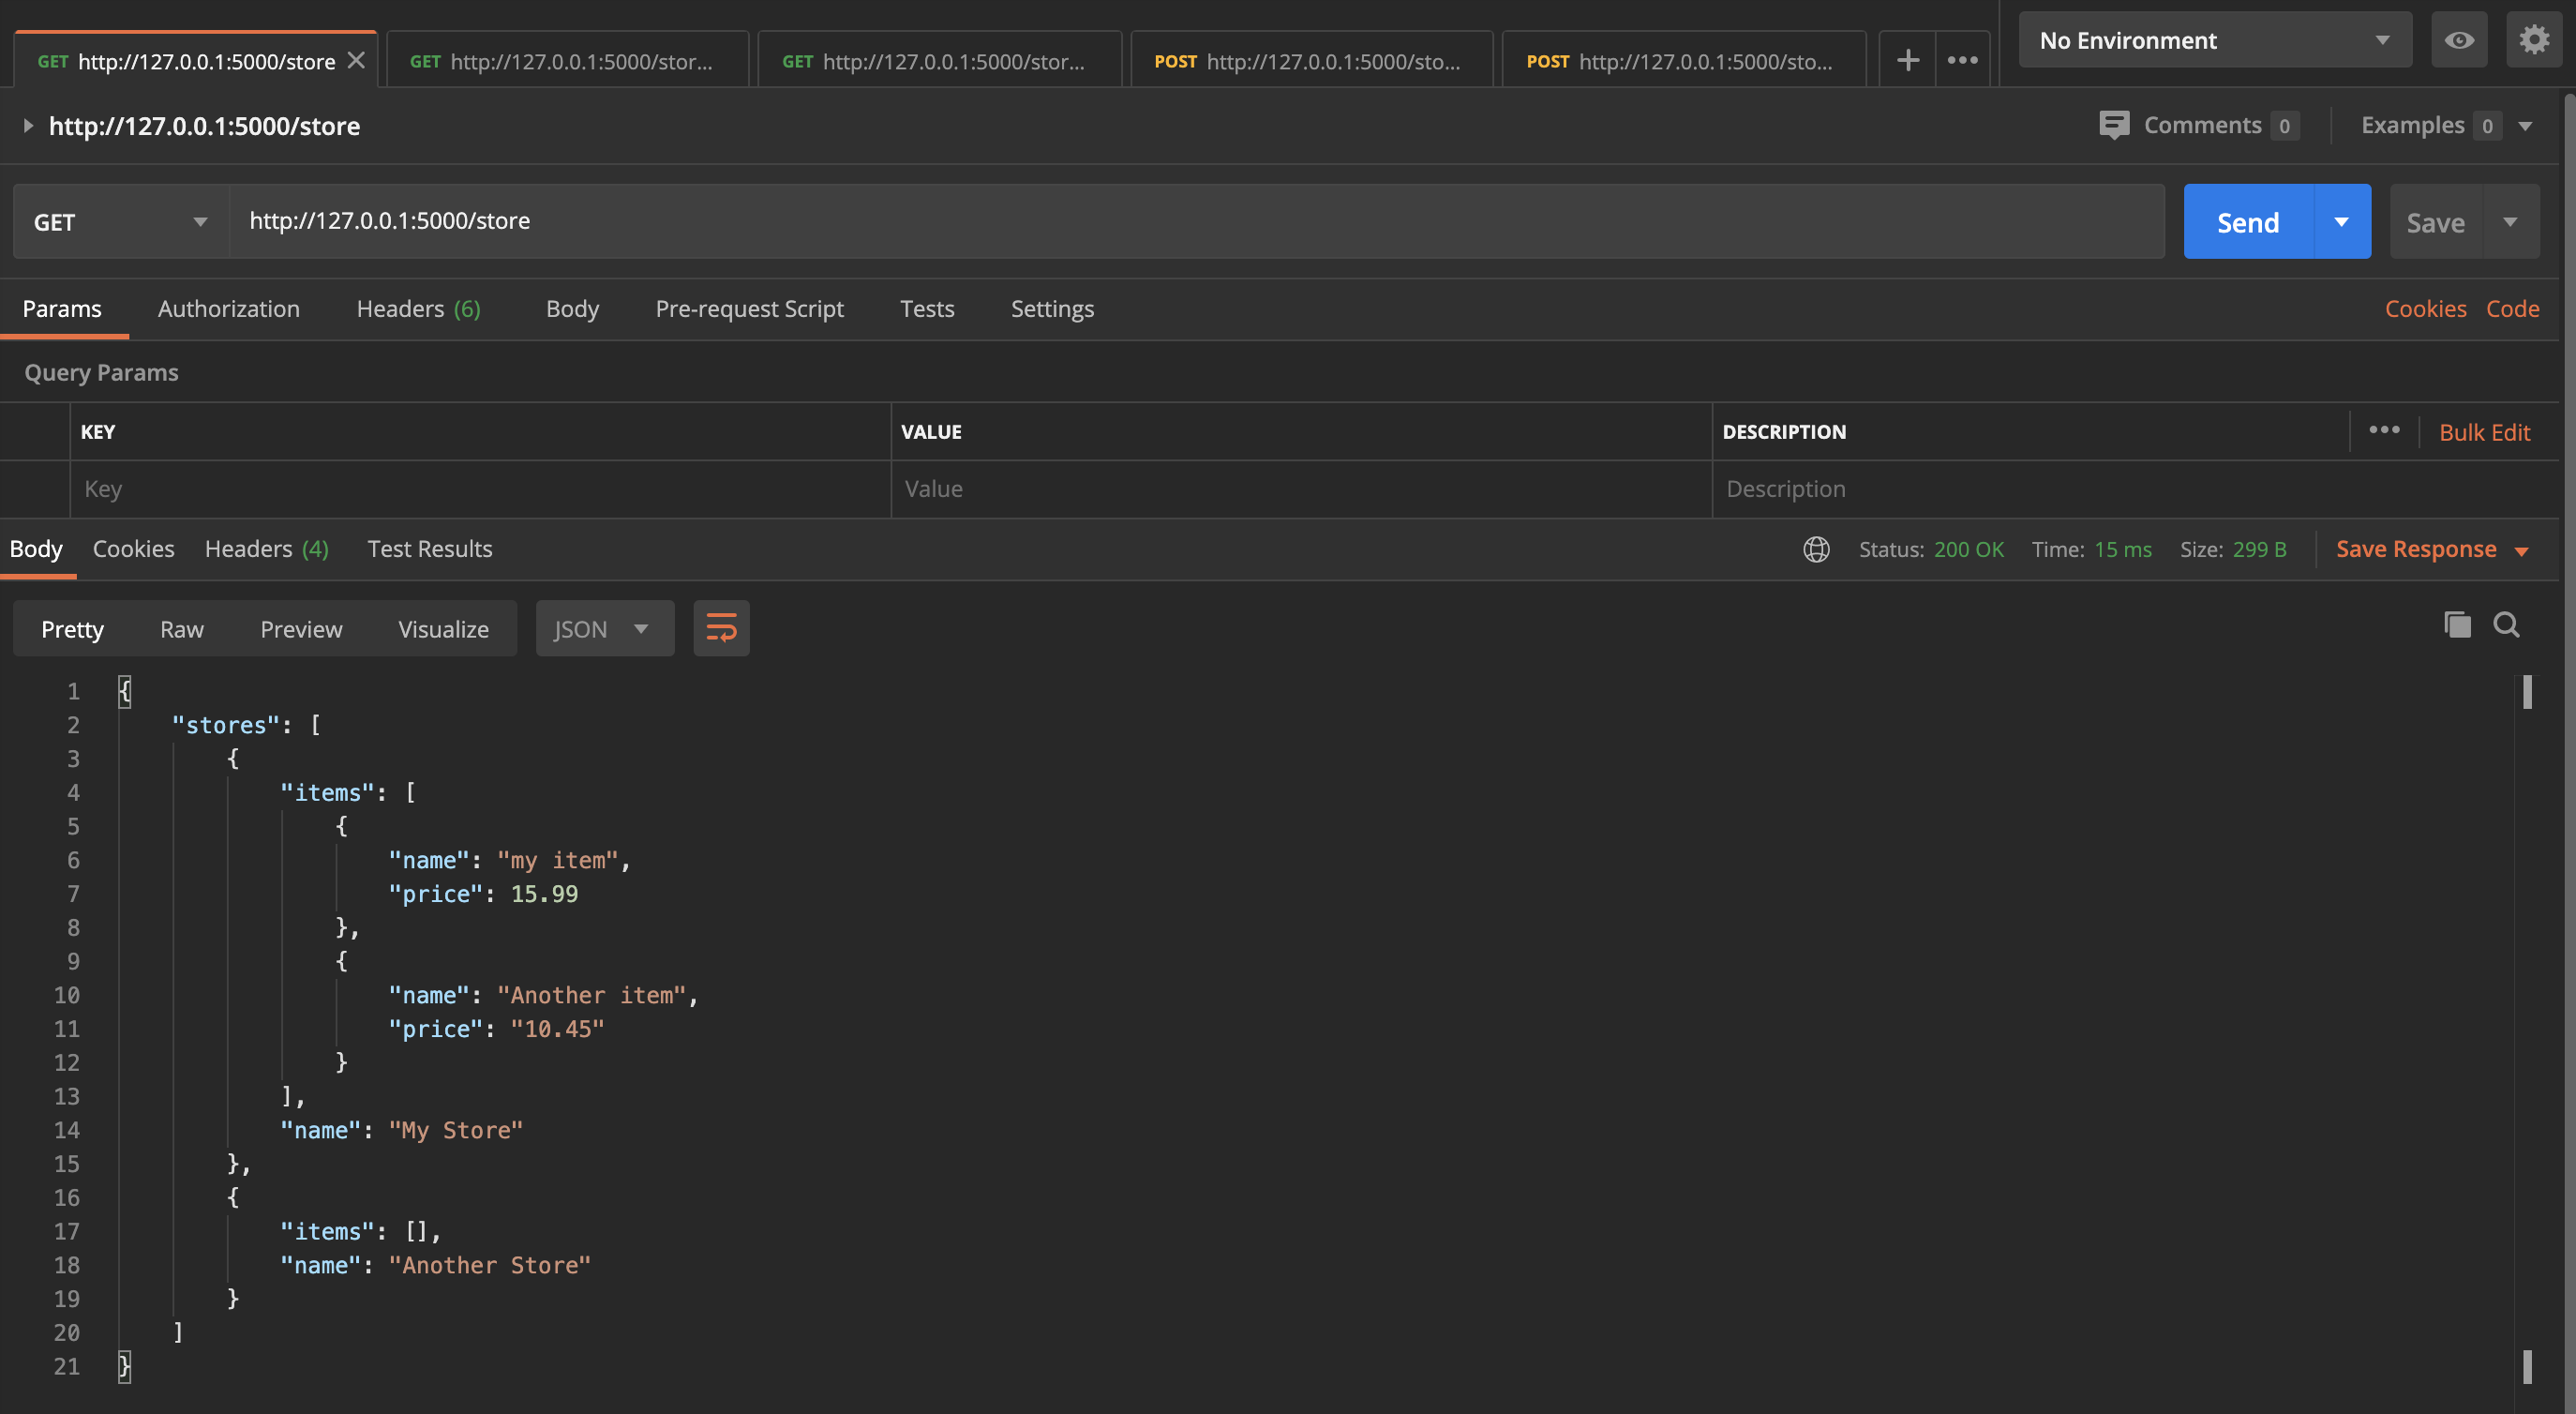 GET http://127.0.0.1:5000/store GET http://127.0.0.1:5000/stor... GET http://127.0.0.1:5000/stor... POST http://127.0.0.1:5000/sto... POST http://127.0.0.1:5000/sto... No Environment
http://127.0.0.1:5000/store Comments 0 Examples 0
GET http://127.0.0.1:5000/store Send Save
Params Authorization Headers (6) Body Pre-request Script Tests Settings Cookies Code
Query Params
KEY VALUE DESCRIPTION Bulk Edit
Key Value Description
Body Cookies Headers (4) Test Results Status: 200 OK Time: 15 ms Size: 299 B Save Response
Pretty Raw Preview Visualize JSON
1 {
2 "stores": [
3 {
4 "items": [
5 {
6 "name": "my item",
7 "price": 15.99
8 },
9 {
10 "name": "Another item",
11 "price": "10.45"
12 }
13 ],
14 "name": "My Store"
15 },
16 {
17 "items": [],
18 "name": "Another Store"
19 }
20 ]
21 }